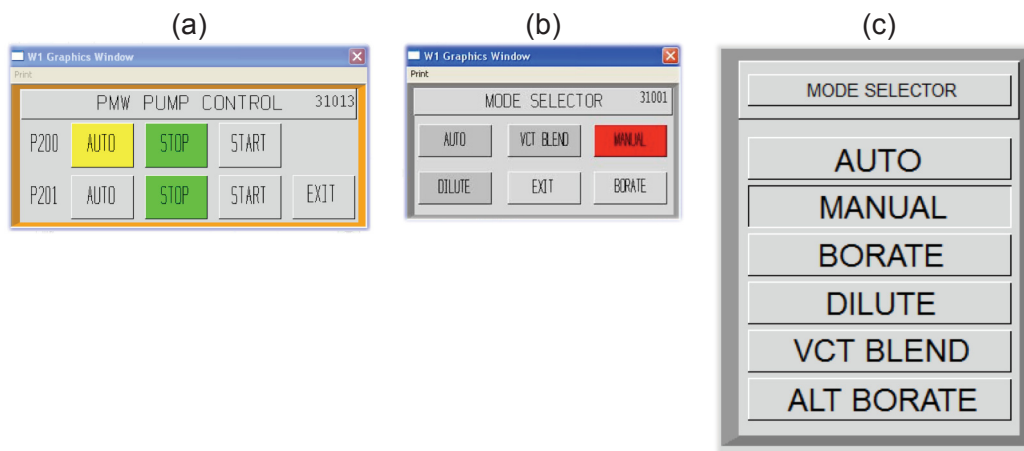 (a)
W1 Graphics Window
Print
PMW PUMP CONTROL 31013
P200 AUTO STOP START
P201 AUTO STOP START EXIT
(b)
W1 Graphics Window
Print
MODE SELECTOR 31001
AUTO VCT BLEND MANUAL
DILUTE EXIT BORATE
(c)
MODE SELECTOR
AUTO
MANUAL
BORATE
DILUTE
VCT BLEND
ALT BORATE